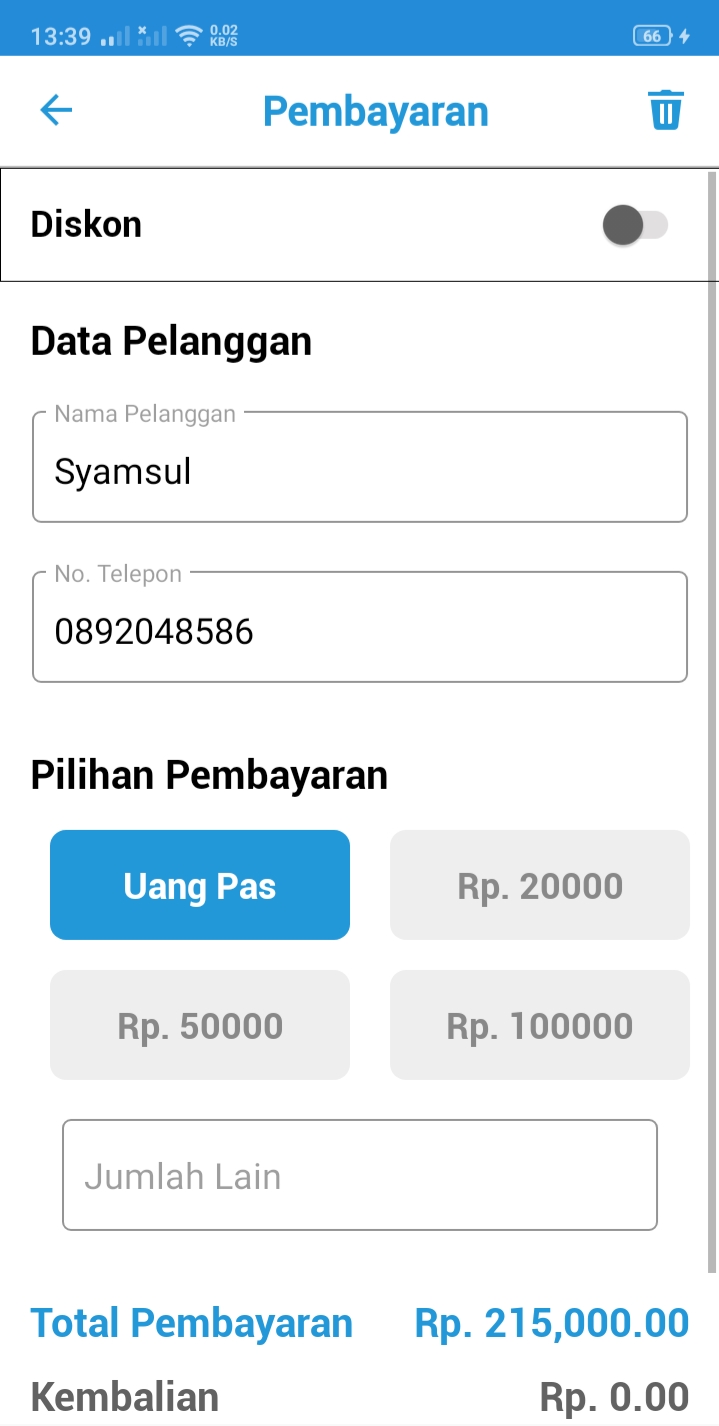 13:39 0.02 KB/S 66
Pembayaran
Diskon
Data Pelanggan
Nama Pelanggan
Syamsul
No. Telepon
0892048586
Pilihan Pembayaran
Uang Pas Rp. 20000
Rp. 50000 Rp. 100000
Jumlah Lain
Total Pembayaran Rp. 215,000.00
Kembalian Rp. 0.00